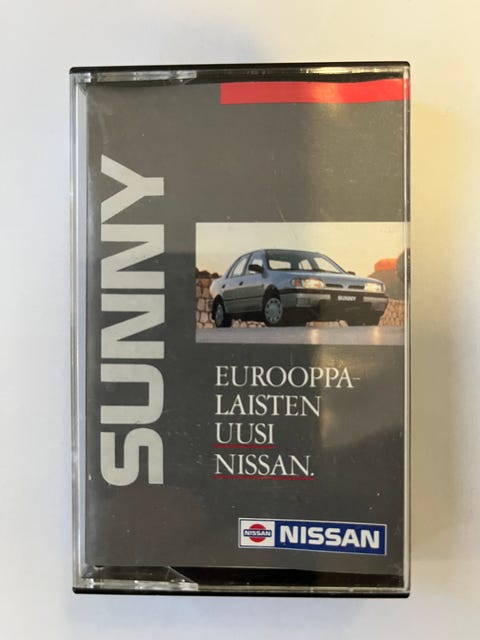 SUNNY
SUNNY
EUROOPPA-
LAISTEN
UUSI
NISSAN.
NISSAN
NISSAN